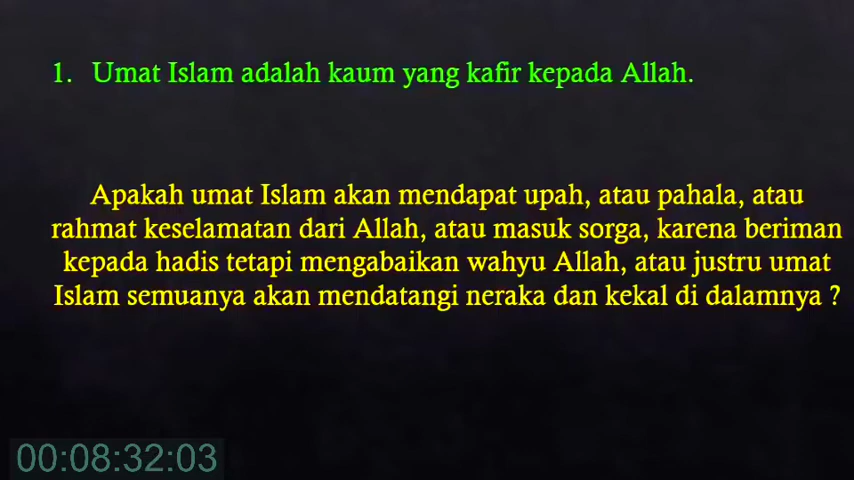 1. Umat Islam adalah kaum yang kafir kepada Allah.
Apakah umat Islam akan mendapat upah, atau pahala, atau
rahmat keselamatan dari Allah, atau masuk sorga, karena beriman
kepada hadis tetapi mengabaikan wahyu Allah, atau justru umat
Islam semuanya akan mendatangi neraka dan kekal di dalamnya ?
00:08:32:03